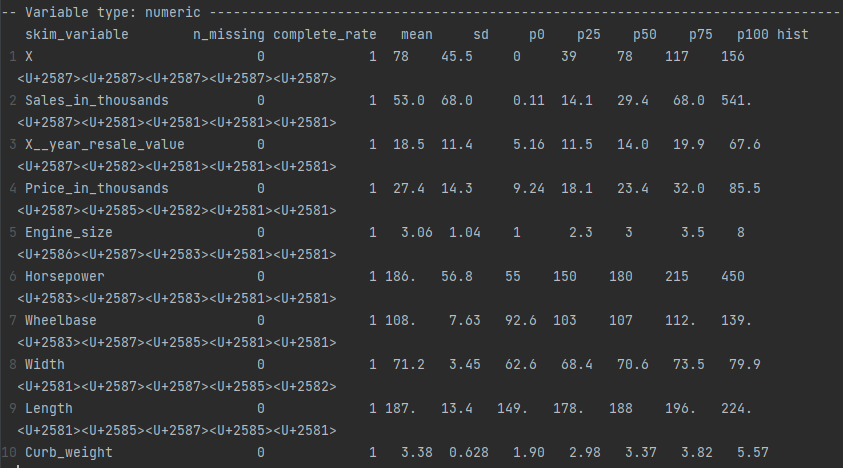 -- Variable type: numeric ------------------------------------------------------------------------------
skim_variable n_missing complete_rate mean sd p0 p25 p50 p75 p100 hist
1 X 0 1 78 45.5 0 39 78 117 156
<U+2587><U+2587><U+2587><U+2587><U+2587>
2 Sales_in_thousands 0 1 53.0 68.0 0.11 14.1 29.4 68.0 541.
<U+2587><U+2581><U+2581><U+2581><U+2581>
3 X__year_resale_value 0 1 18.5 11.4 5.16 11.5 14.0 19.9 67.6
<U+2587><U+2582><U+2581><U+2581><U+2581>
4 Price_in_thousands 0 1 27.4 14.3 9.24 18.1 23.4 32.0 85.5
<U+2587><U+2585><U+2582><U+2581><U+2581>
5 Engine_size 0 1 3.06 1.04 1 2.3 3 3.5 8
<U+2586><U+2587><U+2583><U+2581><U+2581>
6 Horsepower 0 1 186. 56.8 55 150 180 215 450
<U+2583><U+2587><U+2583><U+2581><U+2581>
7 Wheelbase 0 1 108. 7.63 92.6 103 107 112. 139.
<U+2583><U+2587><U+2585><U+2581><U+2581>
8 Width 0 1 71.2 3.45 62.6 68.4 70.6 73.5 79.9
<U+2581><U+2587><U+2587><U+2585><U+2582>
9 Length 0 1 187. 13.4 149. 178. 188 196. 224.
<U+2581><U+2585><U+2587><U+2585><U+2581>
10 Curb_weight 0 1 3.38 0.628 1.90 2.98 3.37 3.82 5.57